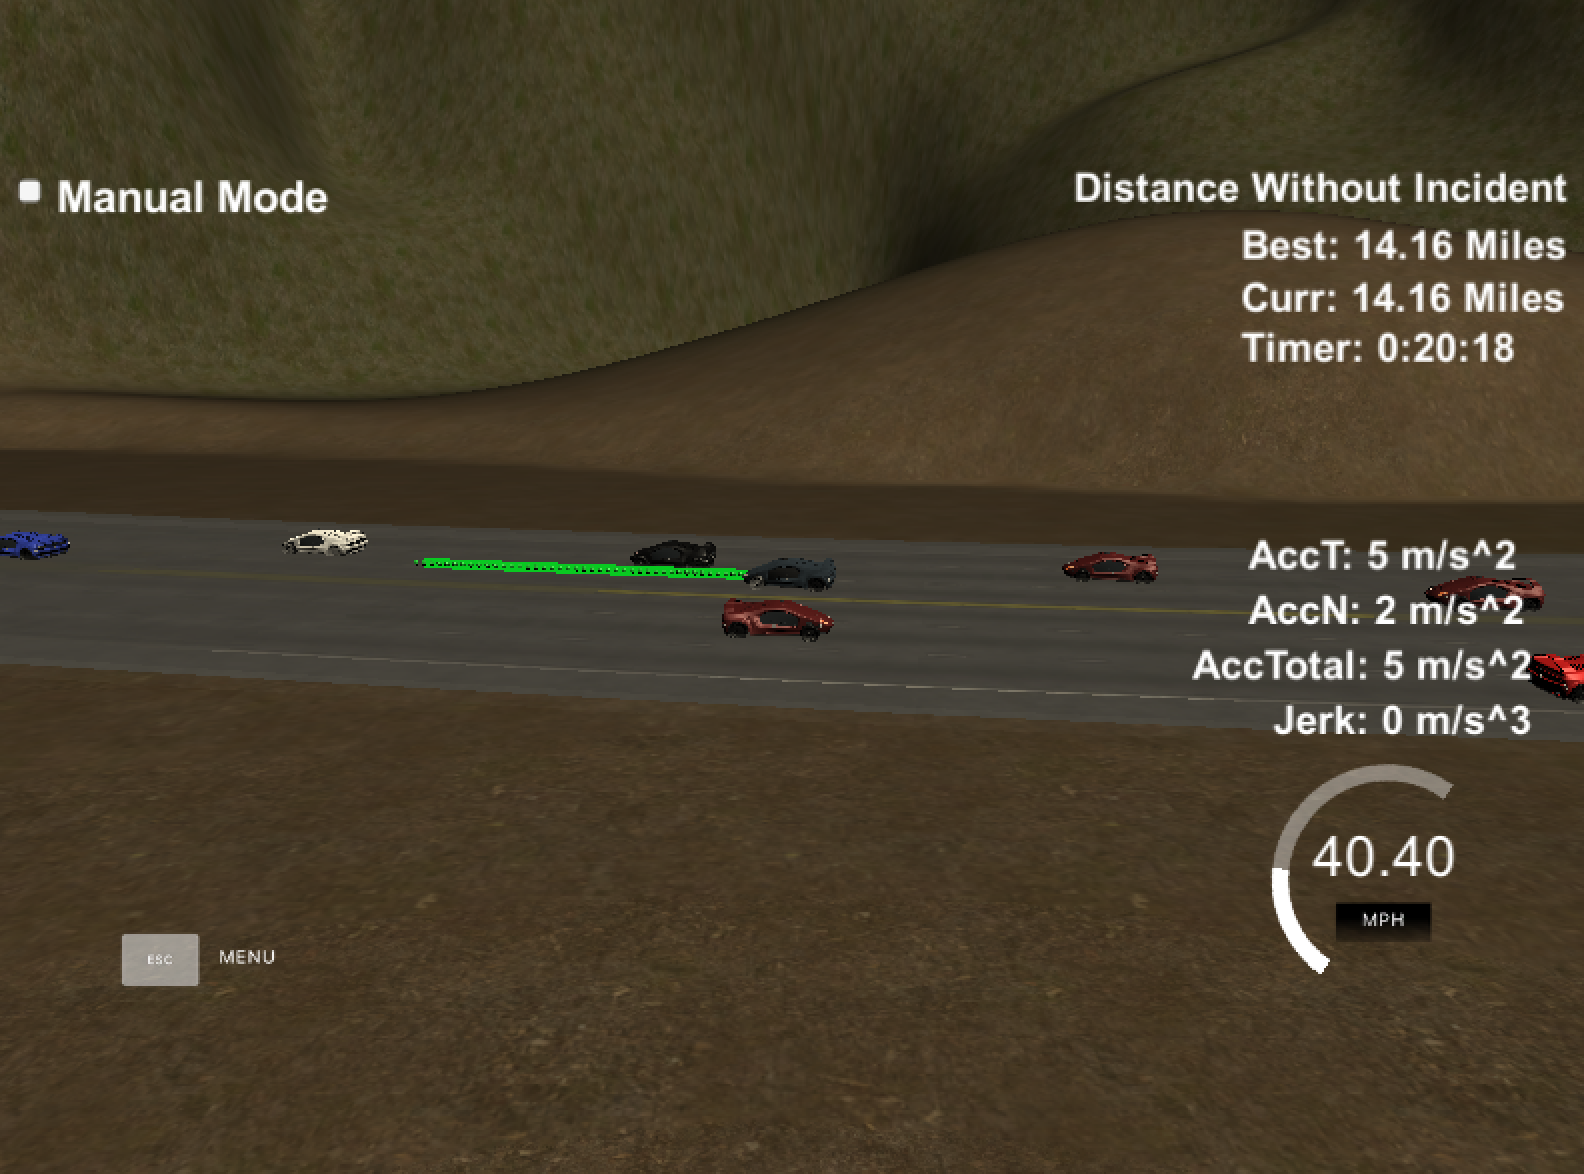 Manual Mode
Distance Without Incident
Best: 14.16 Miles
Curr: 14.16 Miles
Timer: 0:20:18
AccT: 5 m/s^2
AccN: 2 m/s^2
AccTotal: 5 m/s^2
Jerk: 0 m/s^3
40.40
MPH
ESC MENU